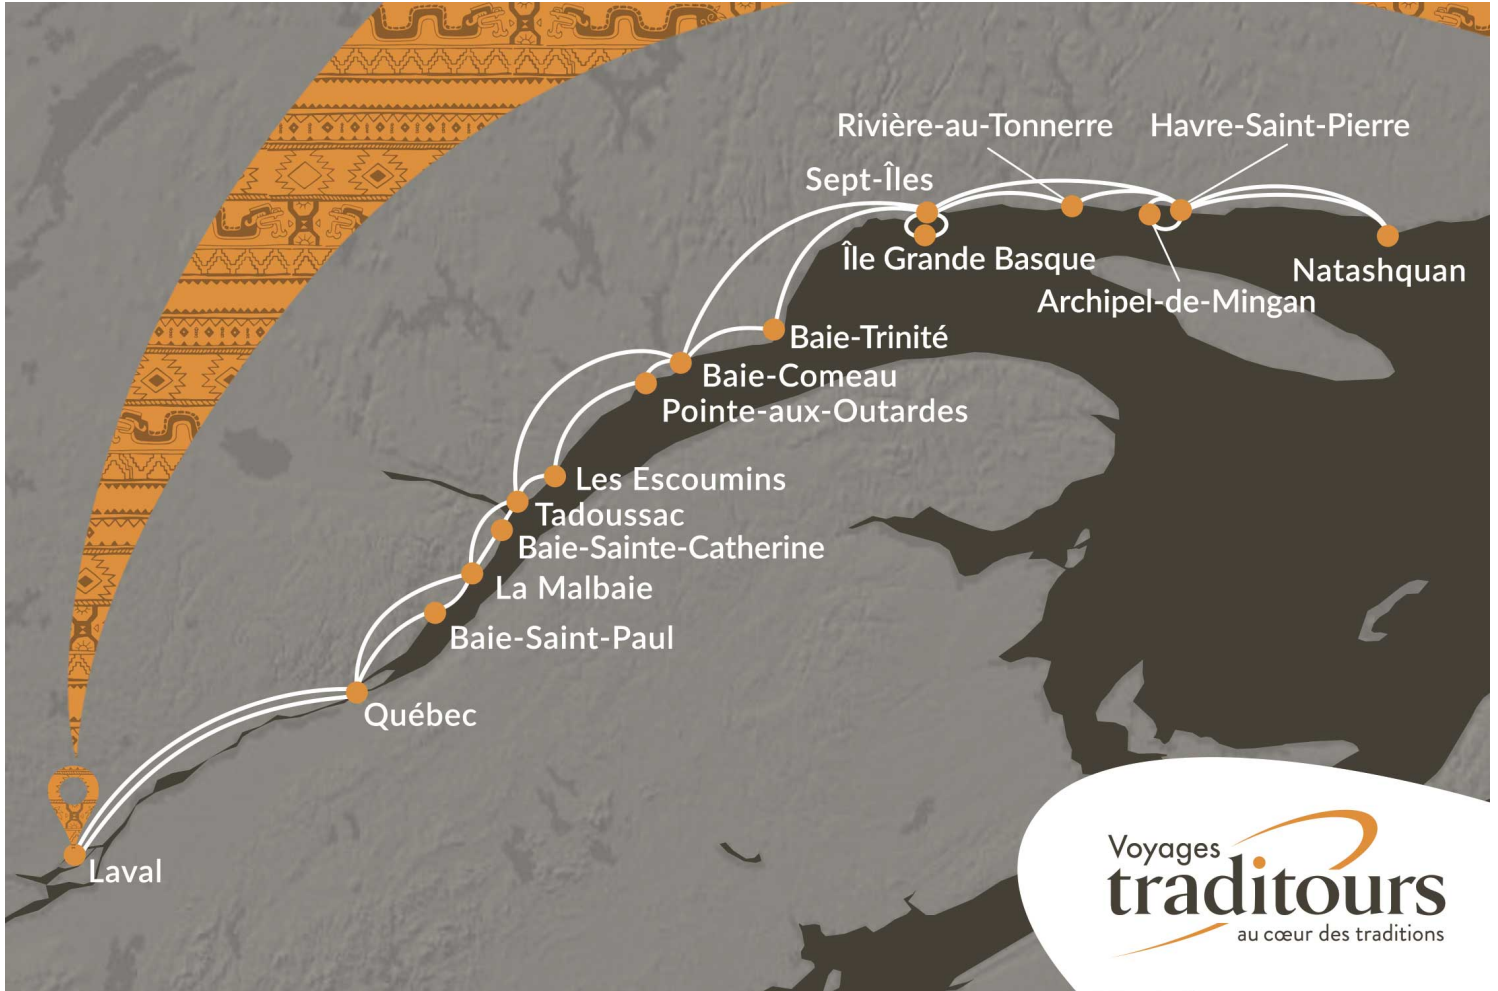 Rivière-au-Tonnerre
Havre-Saint-Pierre
Sept-Îles
Île Grande Basque
Natashquan
Archipel-de-Mingan
Baie-Trinité
Baie-Comeau
Pointe-aux-Outardes
Les Escoumins
Tadoussac
Baie-Sainte-Catherine
La Malbaie
Baie-Saint-Paul
Québec
Laval
Voyages
traditours
au cœur des traditions